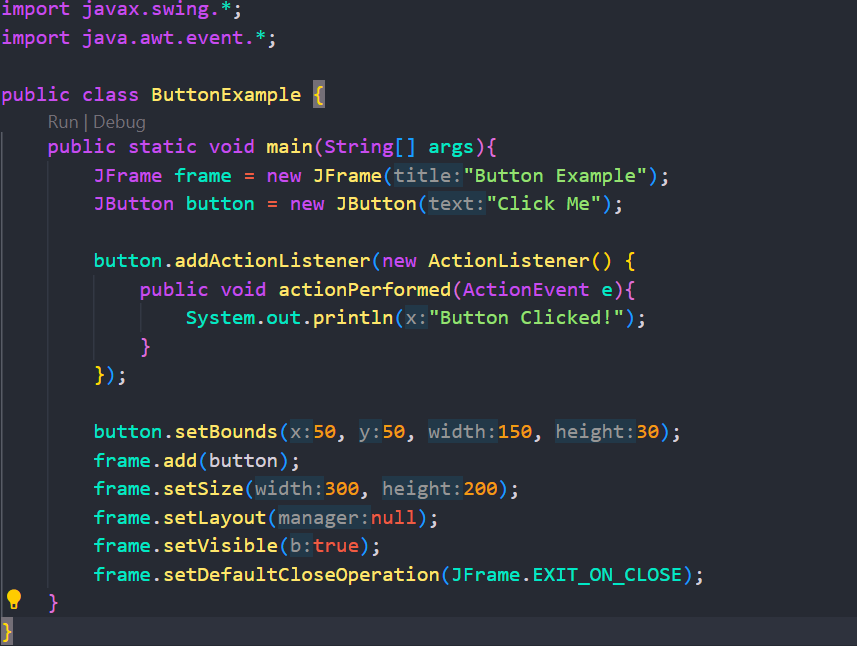 import javax.swing.*;
import java.awt.event.*;
public class ButtonExample {
Run | Debug
public static void main(String[] args){
JFrame frame = new JFrame(title:"Button Example");
JButton button = new JButton(text:"Click Me");
button.addActionListener(new ActionListener() {
public void actionPerformed(ActionEvent e){
System.out.println(x:"Button Clicked!");
}
});
button.setBounds(x:50, y:50, width:150, height:30);
frame.add(button);
frame.setSize(width:300, height:200);
frame.setLayout(manager:null);
frame.setVisible(b:true);
frame.setDefaultCloseOperation(JFrame.EXIT_ON_CLOSE);
}
}